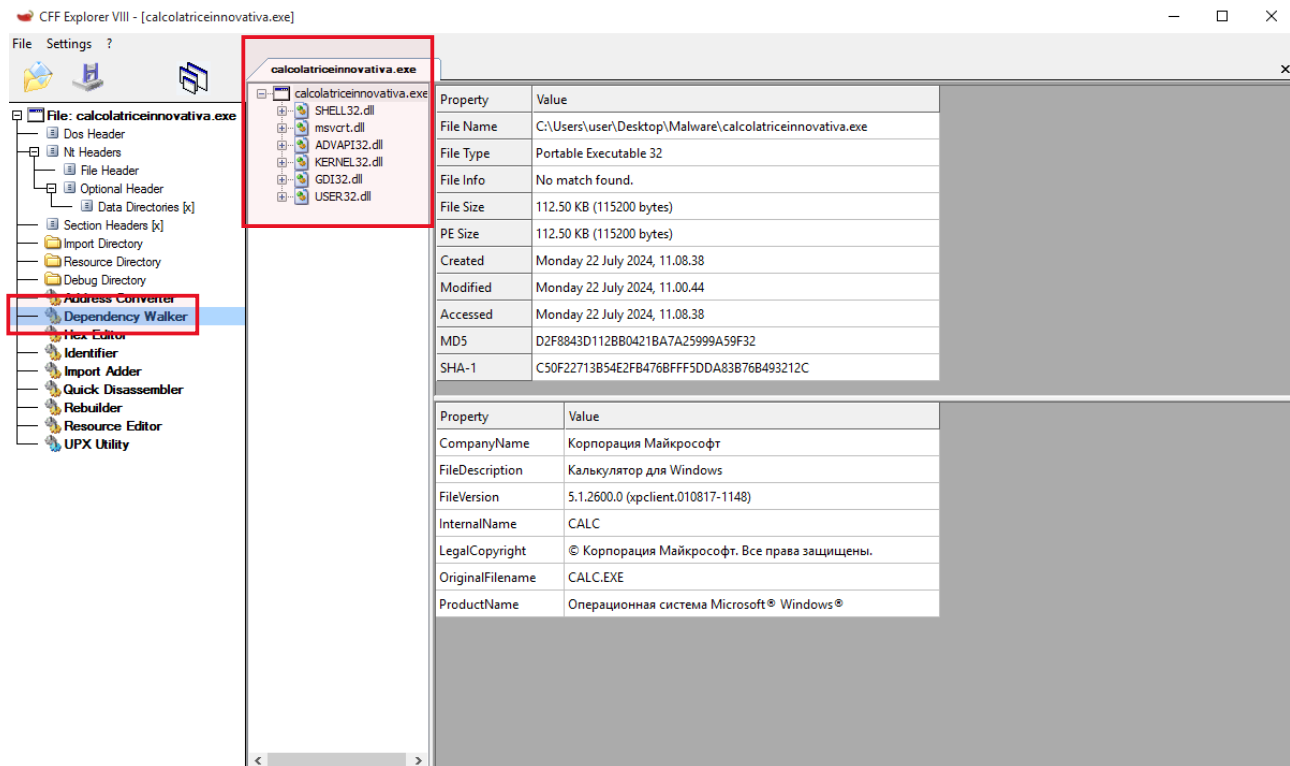 CFF Explorer VIII - [calcolatriceinnovativa.exe]
File Settings ?
File: calcolatriceinnovativa.exe
Dos Header
Nt Headers
File Header
Optional Header
Data Directories [x]
Section Headers [x]
Import Directory
Resource Directory
Debug Directory
Address Converter
Dependency Walker
Hex Editor
Identifier
Import Adder
Quick Disassembler
Rebuilder
Resource Editor
UPX Utility
calcolatriceinnovativa.exe
calcolatriceinnovativa.exe
SHELL32.dll
msvcrt.dll
ADVAPI32.dll
KERNEL32.dll
GDI32.dll
USER32.dll
Property Value
File Name C:\Users\user\Desktop\Malware\calcolatriceinnovativa.exe
File Type Portable Executable 32
File Info No match found.
File Size 112.50 KB (115200 bytes)
PE Size 112.50 KB (115200 bytes)
Created Monday 22 July 2024, 11.08.38
Modified Monday 22 July 2024, 11.00.44
Accessed Monday 22 July 2024, 11.08.38
MD5 D2F8843D112BB0421BA7A25999A59F32
SHA-1 C50F22713B54E2FB476BFFF5DDA83B76B493212C
Property Value
CompanyName Корпорация Майкрософт
FileDescription Калькулятор для Windows
FileVersion 5.1.2600.0 (xpclient.010817-1148)
InternalName CALC
LegalCopyright © Корпорация Майкрософт. Все права защищены.
OriginalFilename CALC.EXE
ProductName Операционная система Microsoft® Windows®